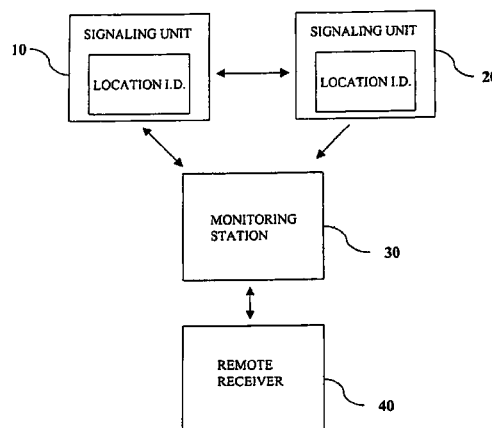 SIGNALING UNIT
LOCATION I.D.
10
SIGNALING UNIT
LOCATION I.D.
20
MONITORING
STATION
30
REMOTE
RECEIVER
40